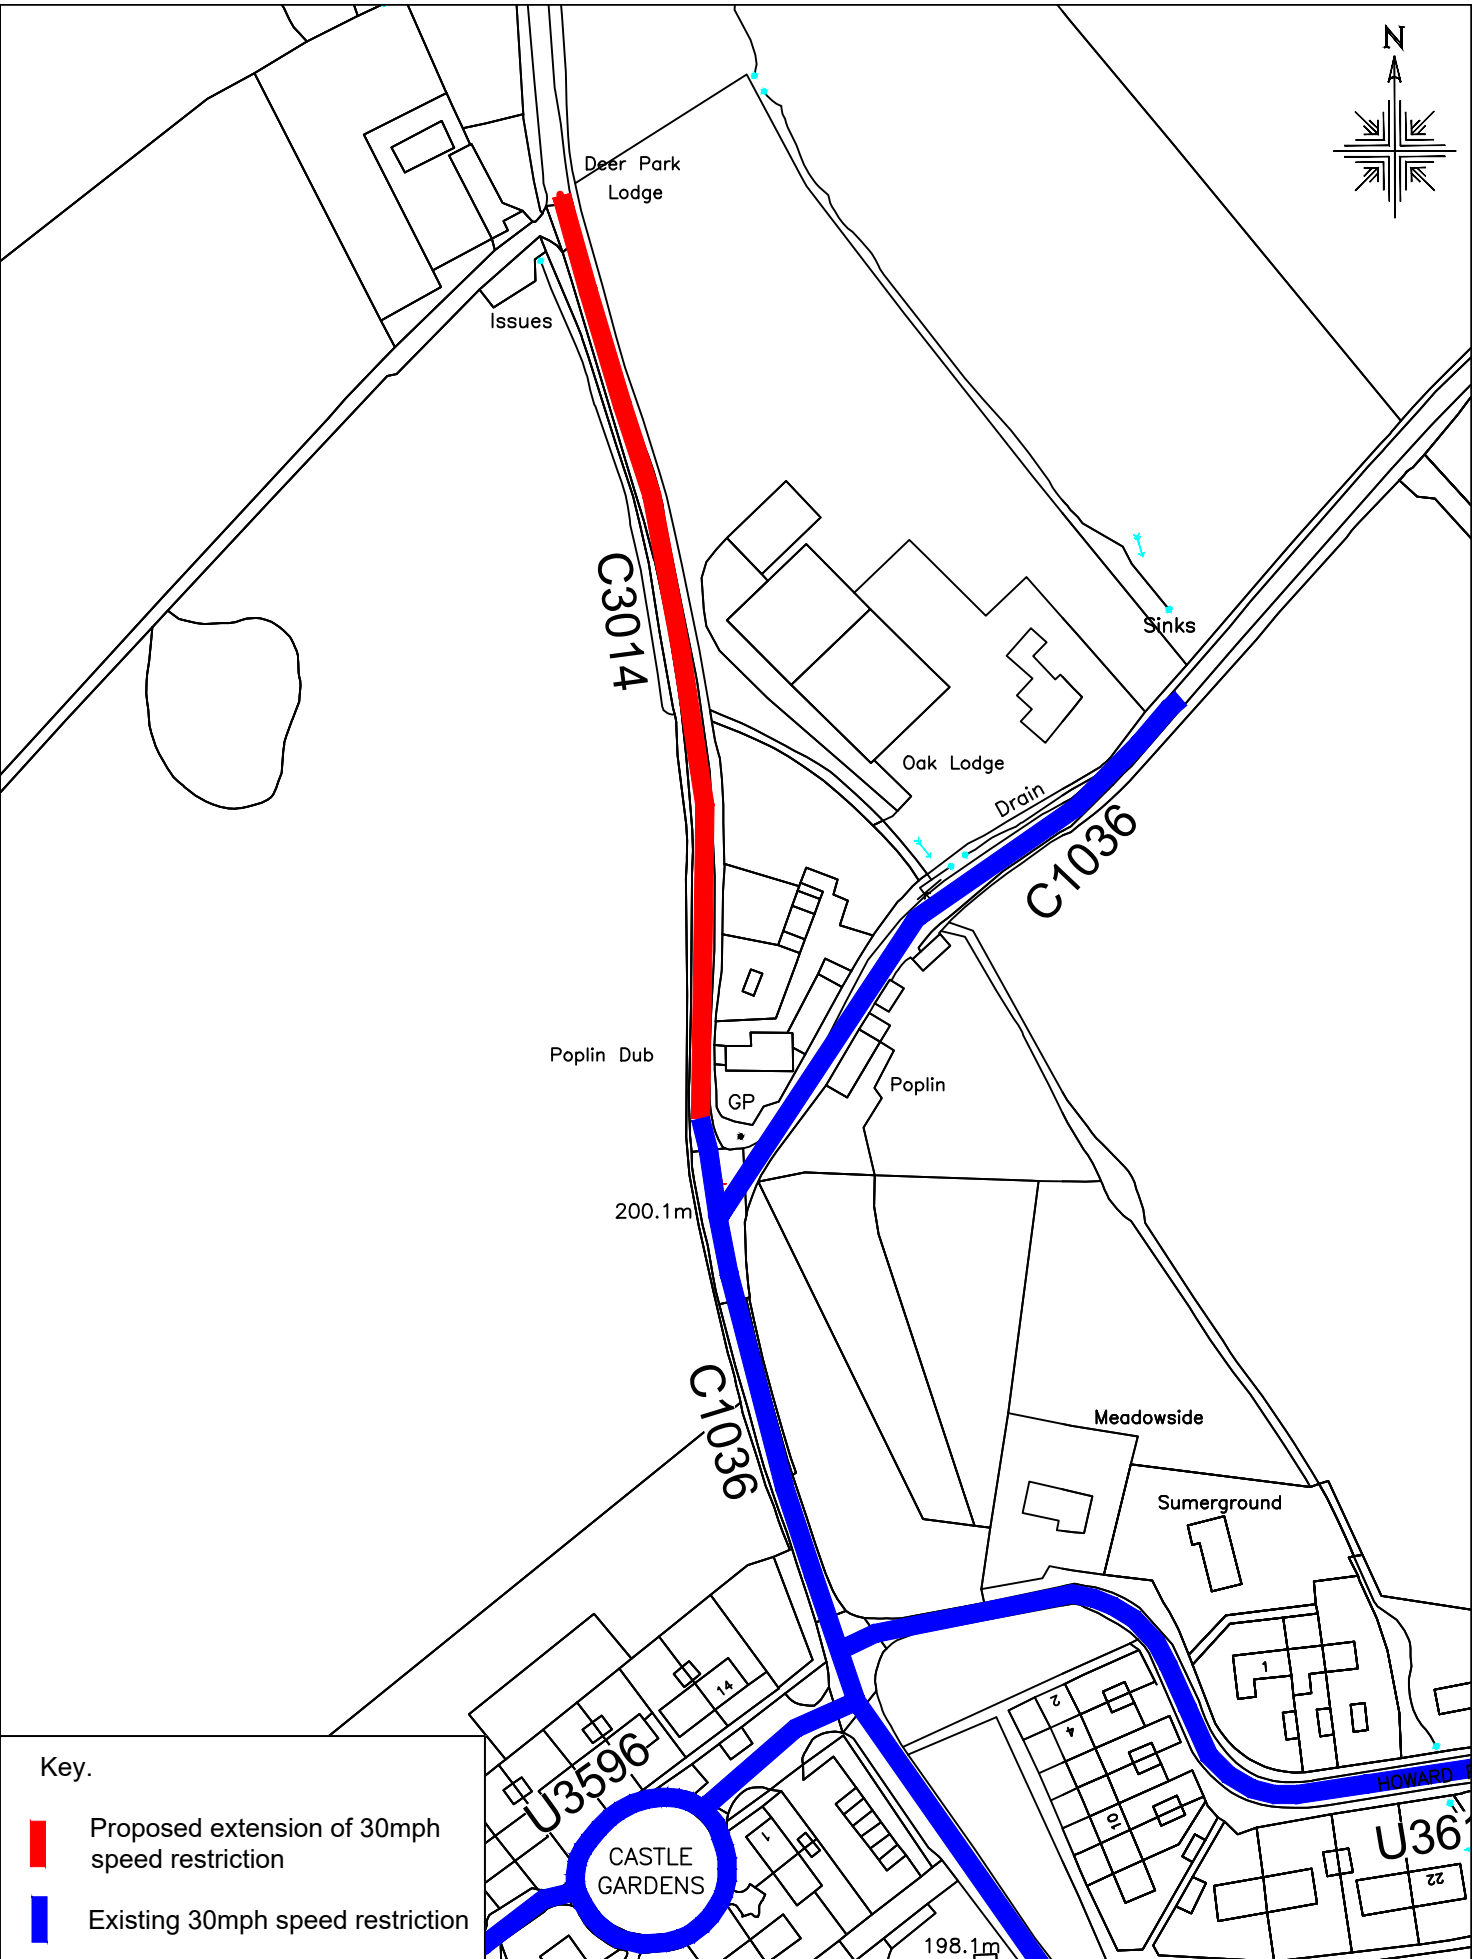 N
Deer Park
Lodge
Issues
C3014
Sinks
Oak Lodge
Drain
C1036
Poplin Dub
GP
Poplin
200.1m
C1036
Meadowside
Sumerground
1
14
2
4
10
HOWARD
U3596
1
CASTLE
GARDENS
22
198.1m
Key.
Proposed extension of 30mph
speed restriction
Existing 30mph speed restriction